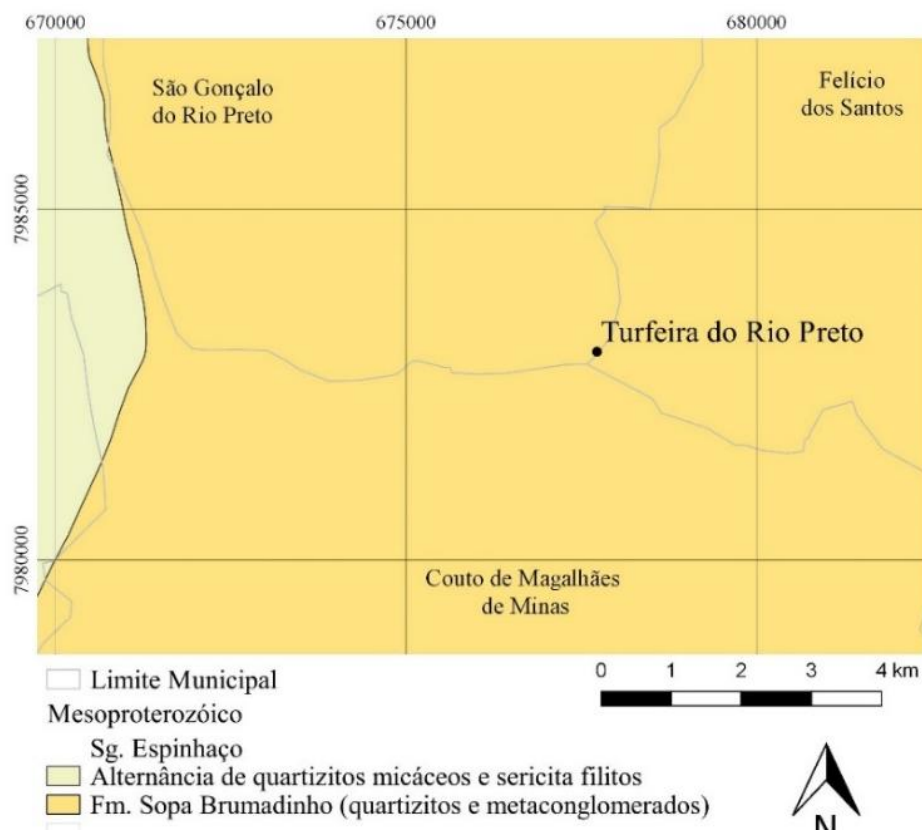 670000
675000
680000
São Gonçalo
do Rio Preto
Felício
dos Santos
7985000
Turfeira do Rio Preto
7980000
Couto de Magalhães
de Minas
0 1 2 3 4 km
Limite Municipal
Mesoproterozóico
Sg. Espinhaço
Alternância de quartizitos micáceos e sericita filitos
Fm. Sopa Brumadinho (quartizitos e metaconglomerados)
N